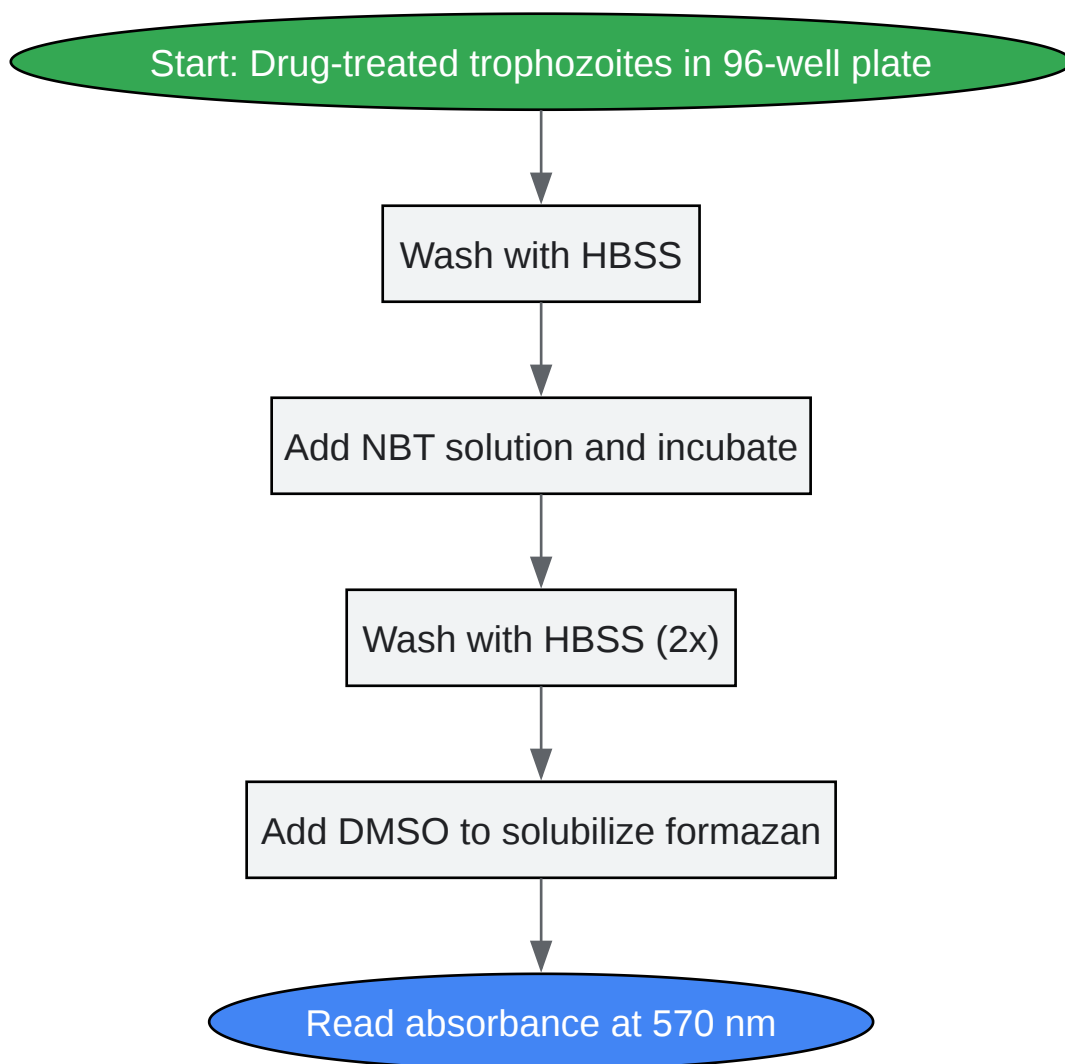 Start: Drug-treated trophozoites in 96-well plate
Wash with HBSS
Add NBT solution and incubate
Wash with HBSS (2x)
Add DMSO to solubilize formazan
Read absorbance at 570 nm